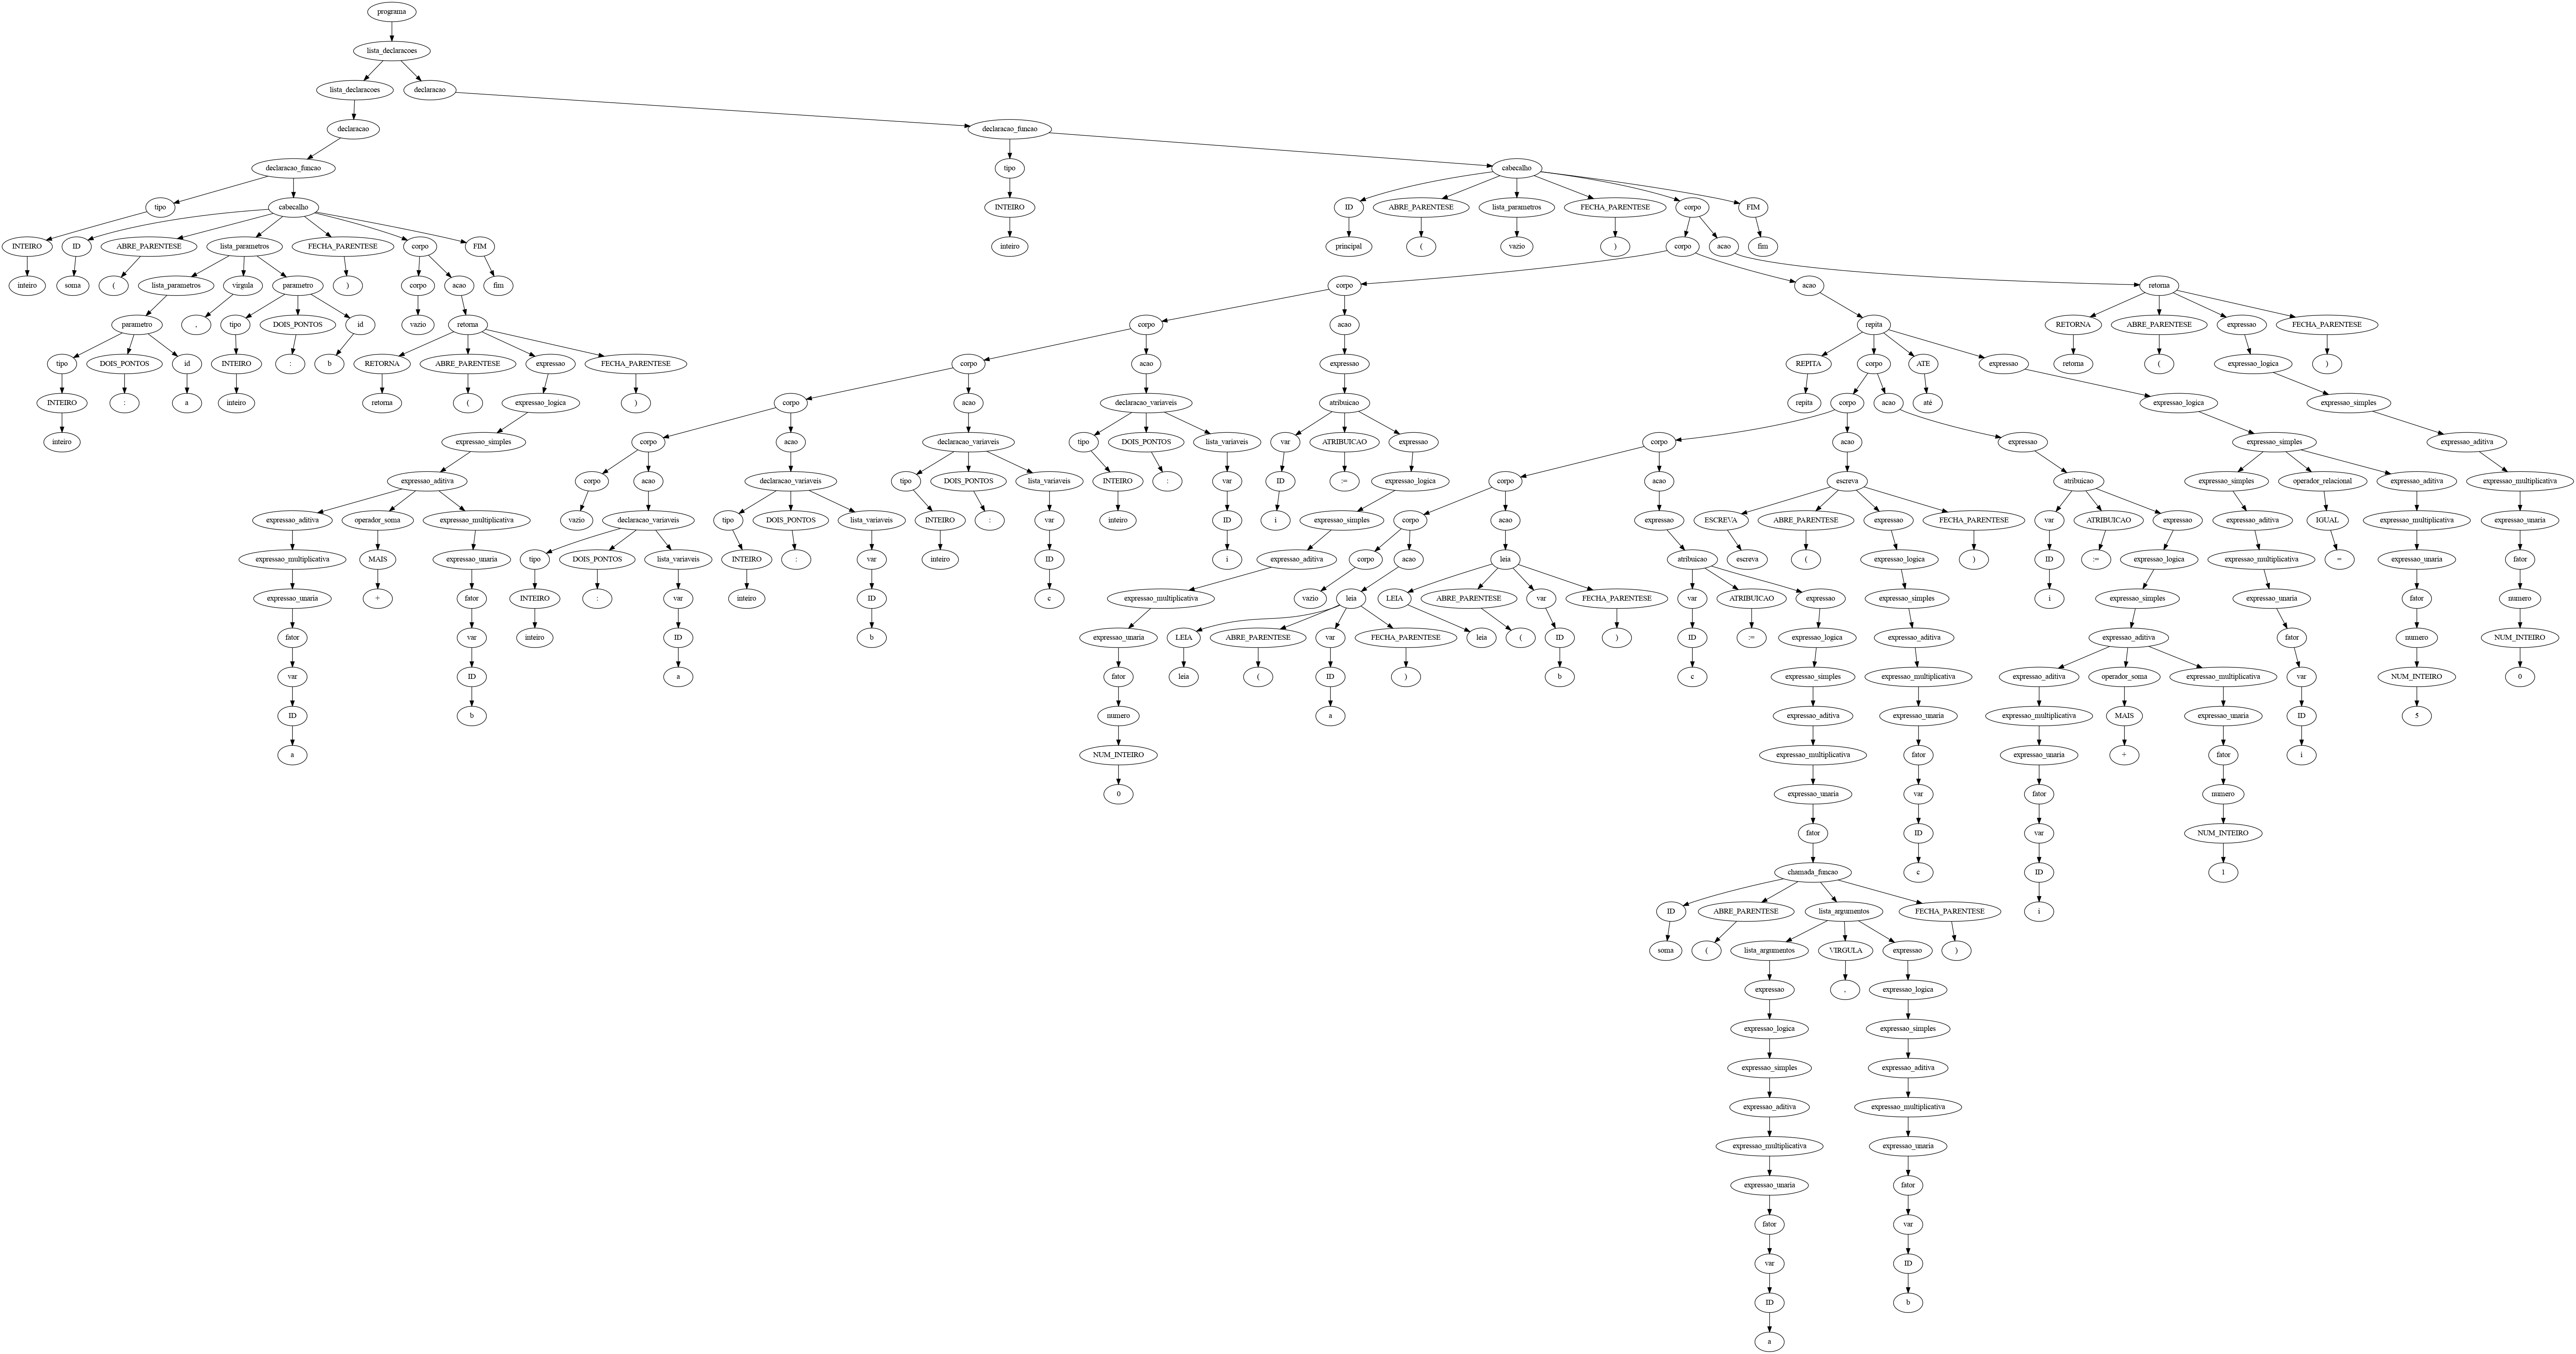 programa
lista_declaracoes
lista_declaracoes declaracao
declaracao declaracao_funcao
declaracao_funcao tipo cabecalho
tipo cabecalho INTEIRO ID ABRE_PARENTESE lista_parametros FECHA_PARENTESE corpo FIM
INTEIRO ID ABRE_PARENTESE lista_parametros FECHA_PARENTESE corpo FIM inteiro principal ( vazio ) corpo acao fim
inteiro soma ( lista_parametros virgula parametro ) corpo acao fim corpo acao retorna
parametro , tipo DOIS_PONTOS id vazio retorna corpo acao repita RETORNA ABRE_PARENTESE expressao FECHA_PARENTESE
tipo DOIS_PONTOS id INTEIRO : b RETORNA ABRE_PARENTESE expressao FECHA_PARENTESE corpo acao expressao REPITA corpo ATE expressao retorna ( expressao_logica )
INTEIRO : a inteiro retorna ( expressao_logica ) corpo acao declaracao_variaveis atribuicao repita corpo acao até expressao_logica expressao_simples
inteiro expressao_simples corpo acao declaracao_variaveis tipo DOIS_PONTOS lista_variaveis var ATRIBUICAO expressao corpo acao expressao expressao_simples expressao_aditiva
expressao_aditiva corpo acao declaracao_variaveis tipo DOIS_PONTOS lista_variaveis INTEIRO : var ID := expressao_logica corpo acao escreva atribuicao expressao_simples operador_relacional expressao_aditiva expressao_multiplicativa
expressao_aditiva operador_soma expressao_multiplicativa vazio declaracao_variaveis tipo DOIS_PONTOS lista_variaveis INTEIRO : var inteiro ID i expressao_simples corpo acao expressao ESCREVA ABRE_PARENTESE expressao FECHA_PARENTESE var ATRIBUICAO expressao expressao_aditiva IGUAL expressao_multiplicativa expressao_unaria
expressao_multiplicativa MAIS expressao_unaria tipo DOIS_PONTOS lista_variaveis INTEIRO : var inteiro ID i expressao_aditiva corpo acao leia atribuicao escreva ( expressao_logica ) ID := expressao_logica expressao_multiplicativa = expressao_unaria fator
expressao_unaria + fator INTEIRO : var inteiro ID c expressao_multiplicativa vazio leia LEIA ABRE_PARENTESE var FECHA_PARENTESE var ATRIBUICAO expressao expressao_simples i expressao_simples expressao_unaria fator numero
fator var inteiro ID b expressao_unaria LEIA ABRE_PARENTESE var FECHA_PARENTESE leia ( ID ) ID := expressao_logica expressao_aditiva expressao_aditiva fator numero NUM_INTEIRO
var ID a fator leia ( ID ) b c expressao_simples expressao_multiplicativa expressao_aditiva operador_soma expressao_multiplicativa var NUM_INTEIRO 0
ID b numero a expressao_aditiva expressao_unaria expressao_multiplicativa MAIS expressao_unaria ID 5
a NUM_INTEIRO expressao_multiplicativa fator expressao_unaria + fator i
0 expressao_unaria var fator numero
fator ID var NUM_INTEIRO
chamada_funcao c ID 1
ID ABRE_PARENTESE lista_argumentos FECHA_PARENTESE i
soma ( lista_argumentos VIRGULA expressao )
expressao , expressao_logica
expressao_logica expressao_simples
expressao_simples expressao_aditiva
expressao_aditiva expressao_multiplicativa
expressao_multiplicativa expressao_unaria
expressao_unaria fator
fator var
var ID
ID b
a